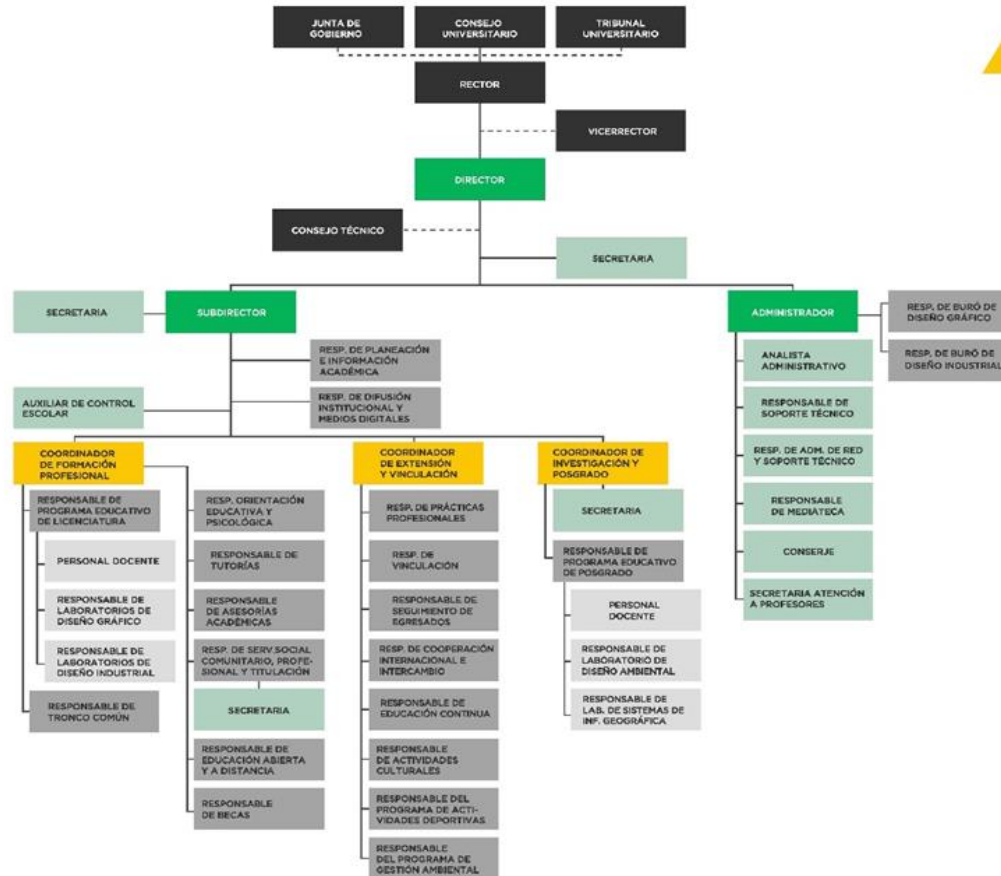 JUNTA DE
GOBIERNO
CONSEJO
UNIVERSITARIO
TRIBUNAL
UNIVERSITARIO
RECTOR
VICERRECTOR
DIRECTOR
CONSEJO TÉCNICO
SECRETARIA
SECRETARIA
SUBDIRECTOR
ADMINISTRADOR
RESP. DE BURÓ DE
DISEÑO GRÁFICO
RESP. DE BURÓ DE
DISEÑO INDUSTRIAL
RESP. DE PLANEACIÓN
E INFORMACIÓN
ACADÉMICA
AUXILIAR DE CONTROL
ESCOLAR
RESP. DE DIFUSIÓN
INSTITUCIONAL Y
MEDIOS DIGITALES
ANALISTA
ADMINISTRATIVO
RESPONSABLE DE
SOPORTE TÉCNICO
RESP. DE ADM. DE RED
Y SOPORTE TÉCNICO
RESPONSABLE
DE MEDIATECA
CONSERJE
SECRETARIA ATENCIÓN
A PROFESORES
COORDINADOR
DE FORMACIÓN
PROFESIONAL
RESPONSABLE DE
PROGRAMA EDUCATIVO
DE LICENCIATURA
PERSONAL DOCENTE
RESPONSABLE DE
LABORATORIOS DE
DISEÑO GRÁFICO
RESPONSABLE DE
LABORATORIOS DE
DISEÑO INDUSTRIAL
RESPONSABLE DE
TRONCO COMÚN
RESP. ORIENTACIÓN
EDUCATIVA Y
PSICOLÓGICA
RESPONSABLE DE
TUTORÍAS
RESPONSABLE
DE ASESORÍAS
ACADÉMICAS
RESP. DE SERV.SOCIAL
COMUNITARIO, PROFE-
SIONAL Y TITULACIÓN
SECRETARIA
RESPONSABLE DE
EDUCACIÓN ABIERTA
Y A DISTANCIA
RESPONSABLE
DE BECAS
COORDINADOR
DE EXTENSIÓN
Y VINCULACIÓN
RESP. DE PRÁCTICAS
PROFESIONALES
RESP. DE
VINCULACIÓN
RESPONSABLE DE
SEGUIMIENTO DE
EGRESADOS
RESP. DE COOPERACIÓN
INTERNACIONAL E
INTERCAMBIO
RESPONSABLE DE
EDUCACIÓN CONTINUA
RESPONSABLE
DE ACTIVIDADES
CULTURALES
RESPONSABLE DEL
PROGRAMA DE ACTI-
VIDADES DEPORTIVAS
RESPONSABLE
DEL PROGRAMA DE
GESTIÓN AMBIENTAL
COORDINADOR DE
INVESTIGACIÓN Y
POSGRADO
SECRETARIA
RESPONSABLE DE
PROGRAMA EDUCATIVO
DE POSGRADO
PERSONAL
DOCENTE
RESPONSABLE DE
LABORATORIO DE
DISEÑO AMBIENTAL
RESPONSABLE DE
LAB. DE SISTEMAS DE
INF. GEOGRÁFICA